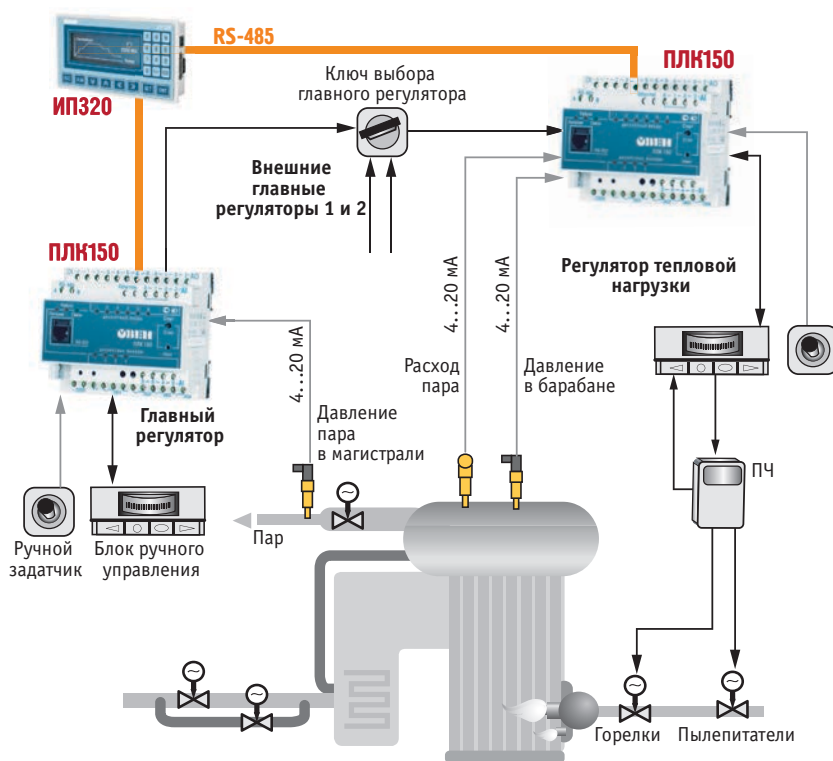 RS-485
ПЛК150
ИП320
Ключ выбора
главного регулятора
Внешние
главные
регуляторы 1 и 2
ОВЕН
ПЛК150
ОВЕН
Регулятор тепловой
нагрузки
4…20 мА
4…20 мА
4…20 мА
Расход
пара
Давление
в барабане
Главный
регулятор
Давление
пара
в магистрали
ПЧ
Ручной
задатчик
Блок ручного
управления
Пар
Горелки
Пылепитатели